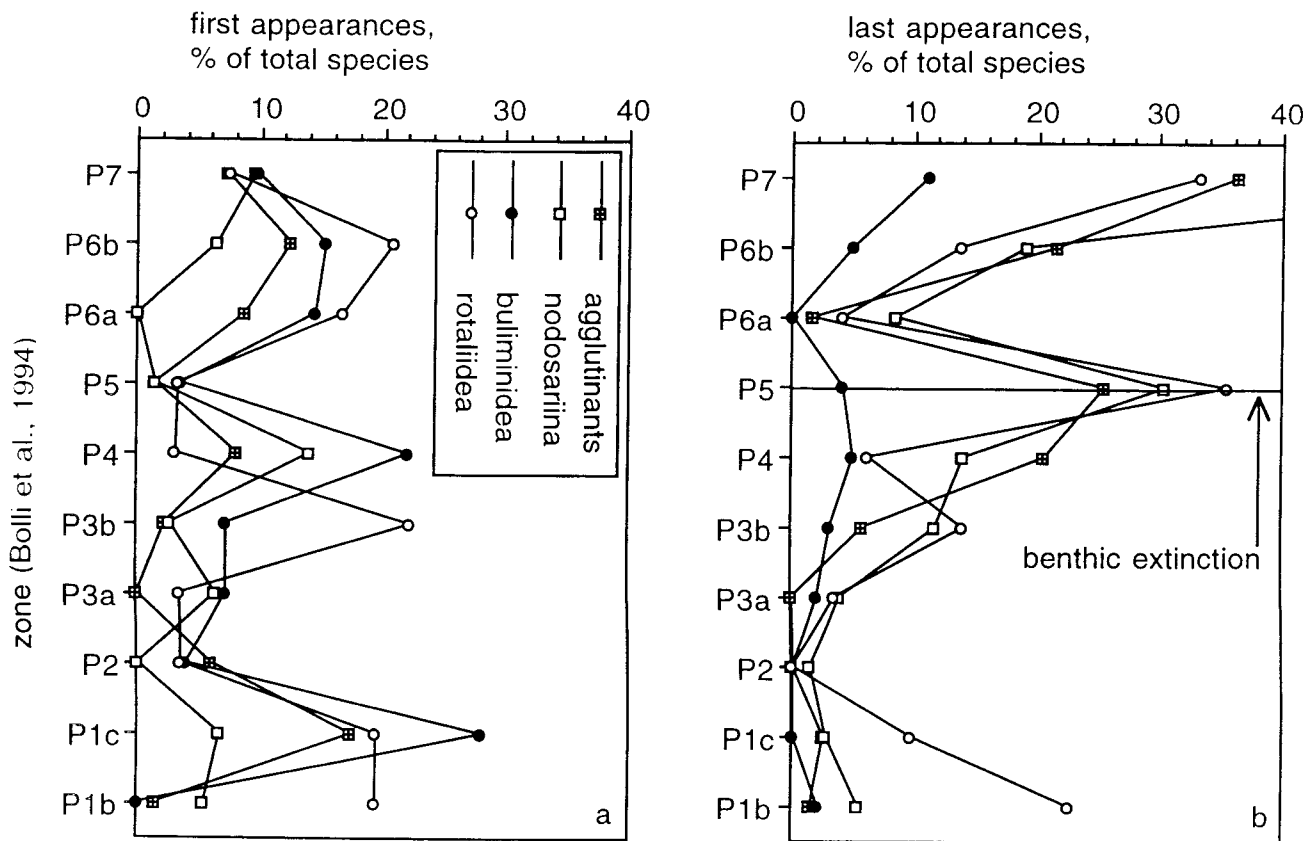 first appearances,
% of total species
0 10 20 30 40
zone (Bolli et al., 1994)
P7
P6b
P6a
P5
P4
P3b
P3a
P2
P1c
P1b
rotaliidea
buliminidea
nodosariina
agglutinants
a
last appearances,
% of total species
0 10 20 30 40
P7
P6b
P6a
P5
P4
P3b
P3a
P2
P1c
P1b
benthic extinction
b